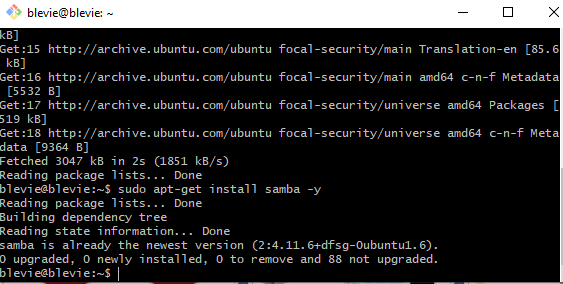 blevie@blevie: ~
kB]
Get:15 http://archive.ubuntu.com/ubuntu focal-security/main Translation-en [85.6
 kB]
Get:16 http://archive.ubuntu.com/ubuntu focal-security/main amd64 c-n-f Metadata
 [5532 B]
Get:17 http://archive.ubuntu.com/ubuntu focal-security/universe amd64 Packages [
519 kB]
Get:18 http://archive.ubuntu.com/ubuntu focal-security/universe amd64 c-n-f Meta
data [9364 B]
Fetched 3047 kB in 2s (1851 kB/s)
Reading package lists... Done
blevie@blevie:~$ sudo apt-get install samba -y
Reading package lists... Done
Building dependency tree
Reading state information... Done
samba is already the newest version (2:4.11.6+dfsg-0ubuntu1.6).
0 upgraded, 0 newly installed, 0 to remove and 88 not upgraded.
blevie@blevie:~$